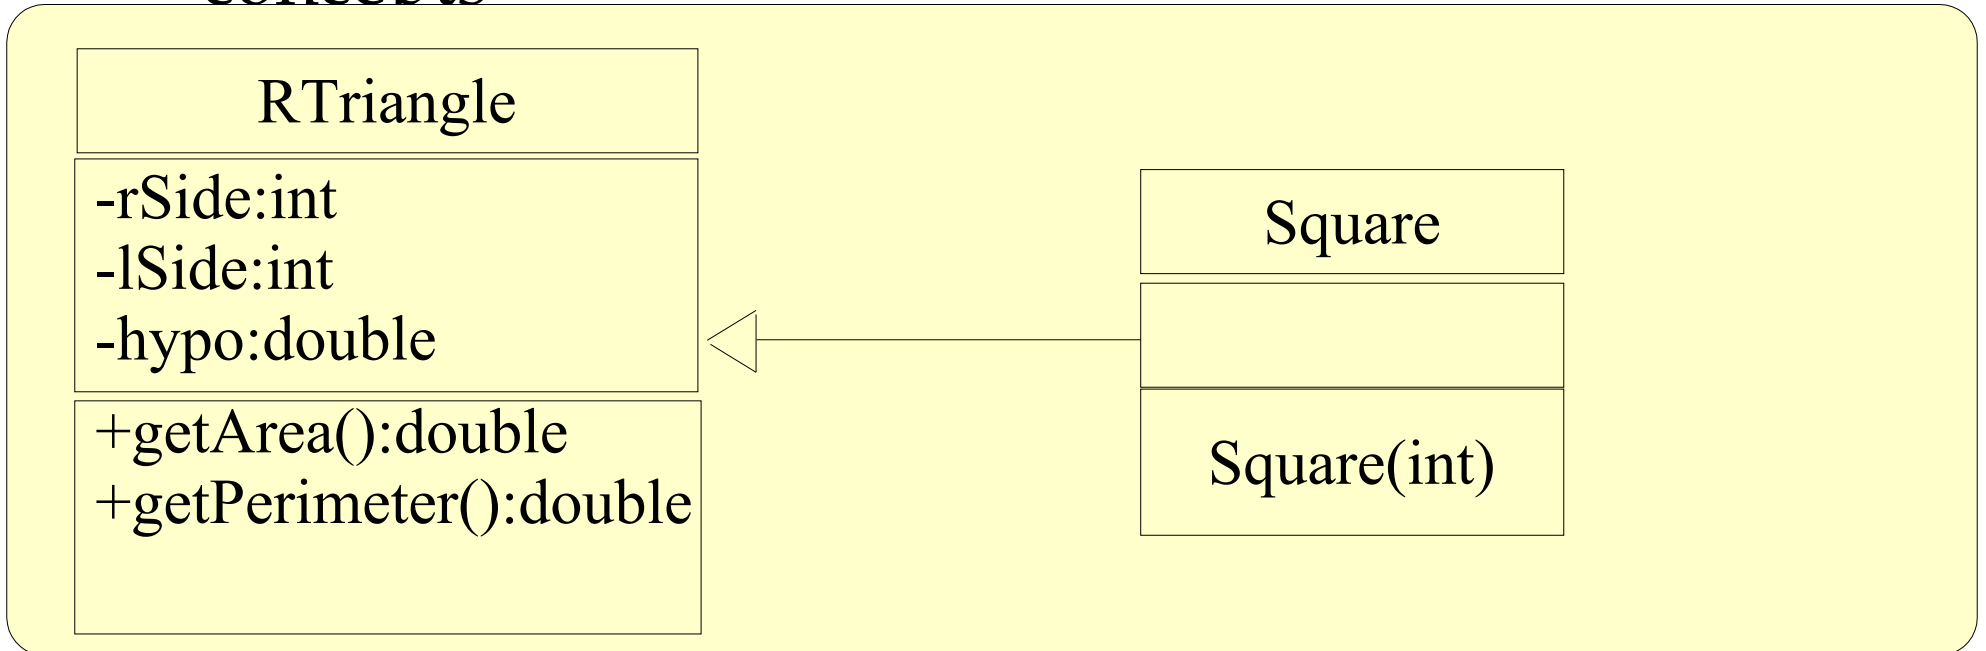 RTriangle
-rSide:int
-lSide:int
-hypo:double
+getArea():double
+getPerimeter():double
Square
Square(int)